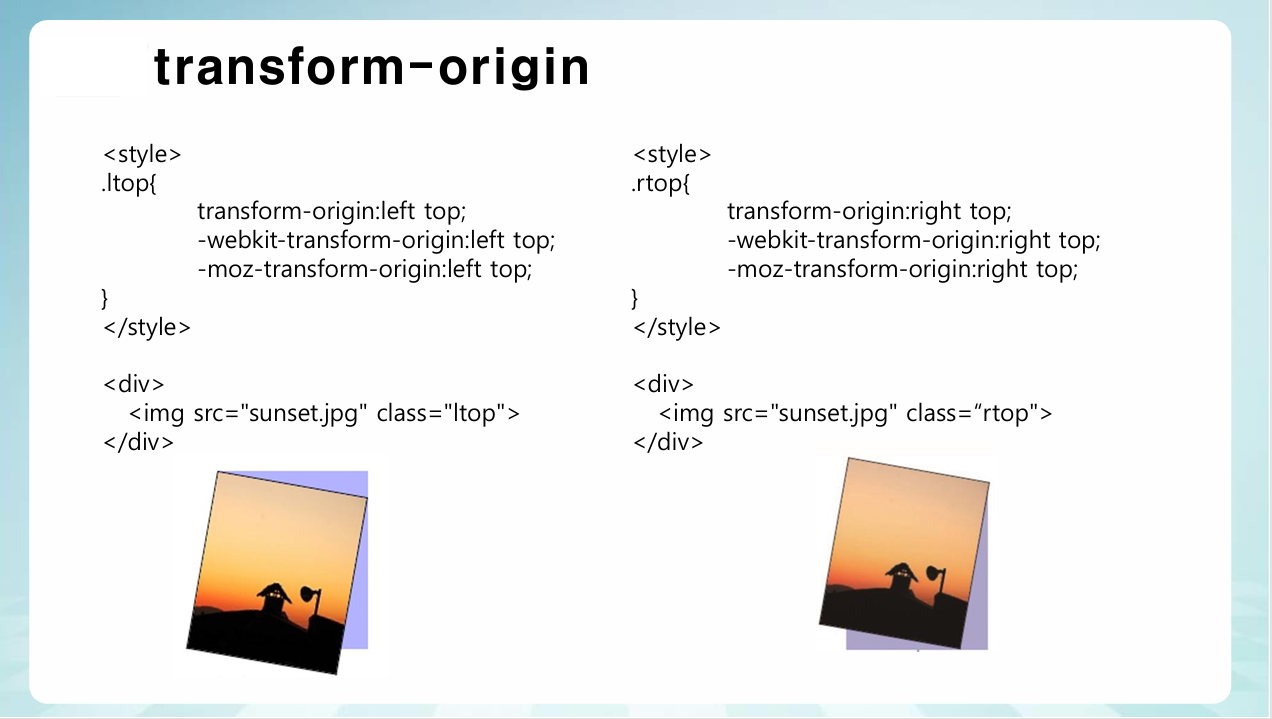 transform-origin
<style>
.ltop{
transform-origin:left top;
-webkit-transform-origin:left top;
-moz-transform-origin:left top;
}
</style>
<div>
<img src="sunset.jpg" class="ltop">
</div>
<style>
.rtop{
transform-origin:right top;
-webkit-transform-origin:right top;
-moz-transform-origin:right top;
}
</style>
<div>
<img src="sunset.jpg" class=“rtop">
</div>